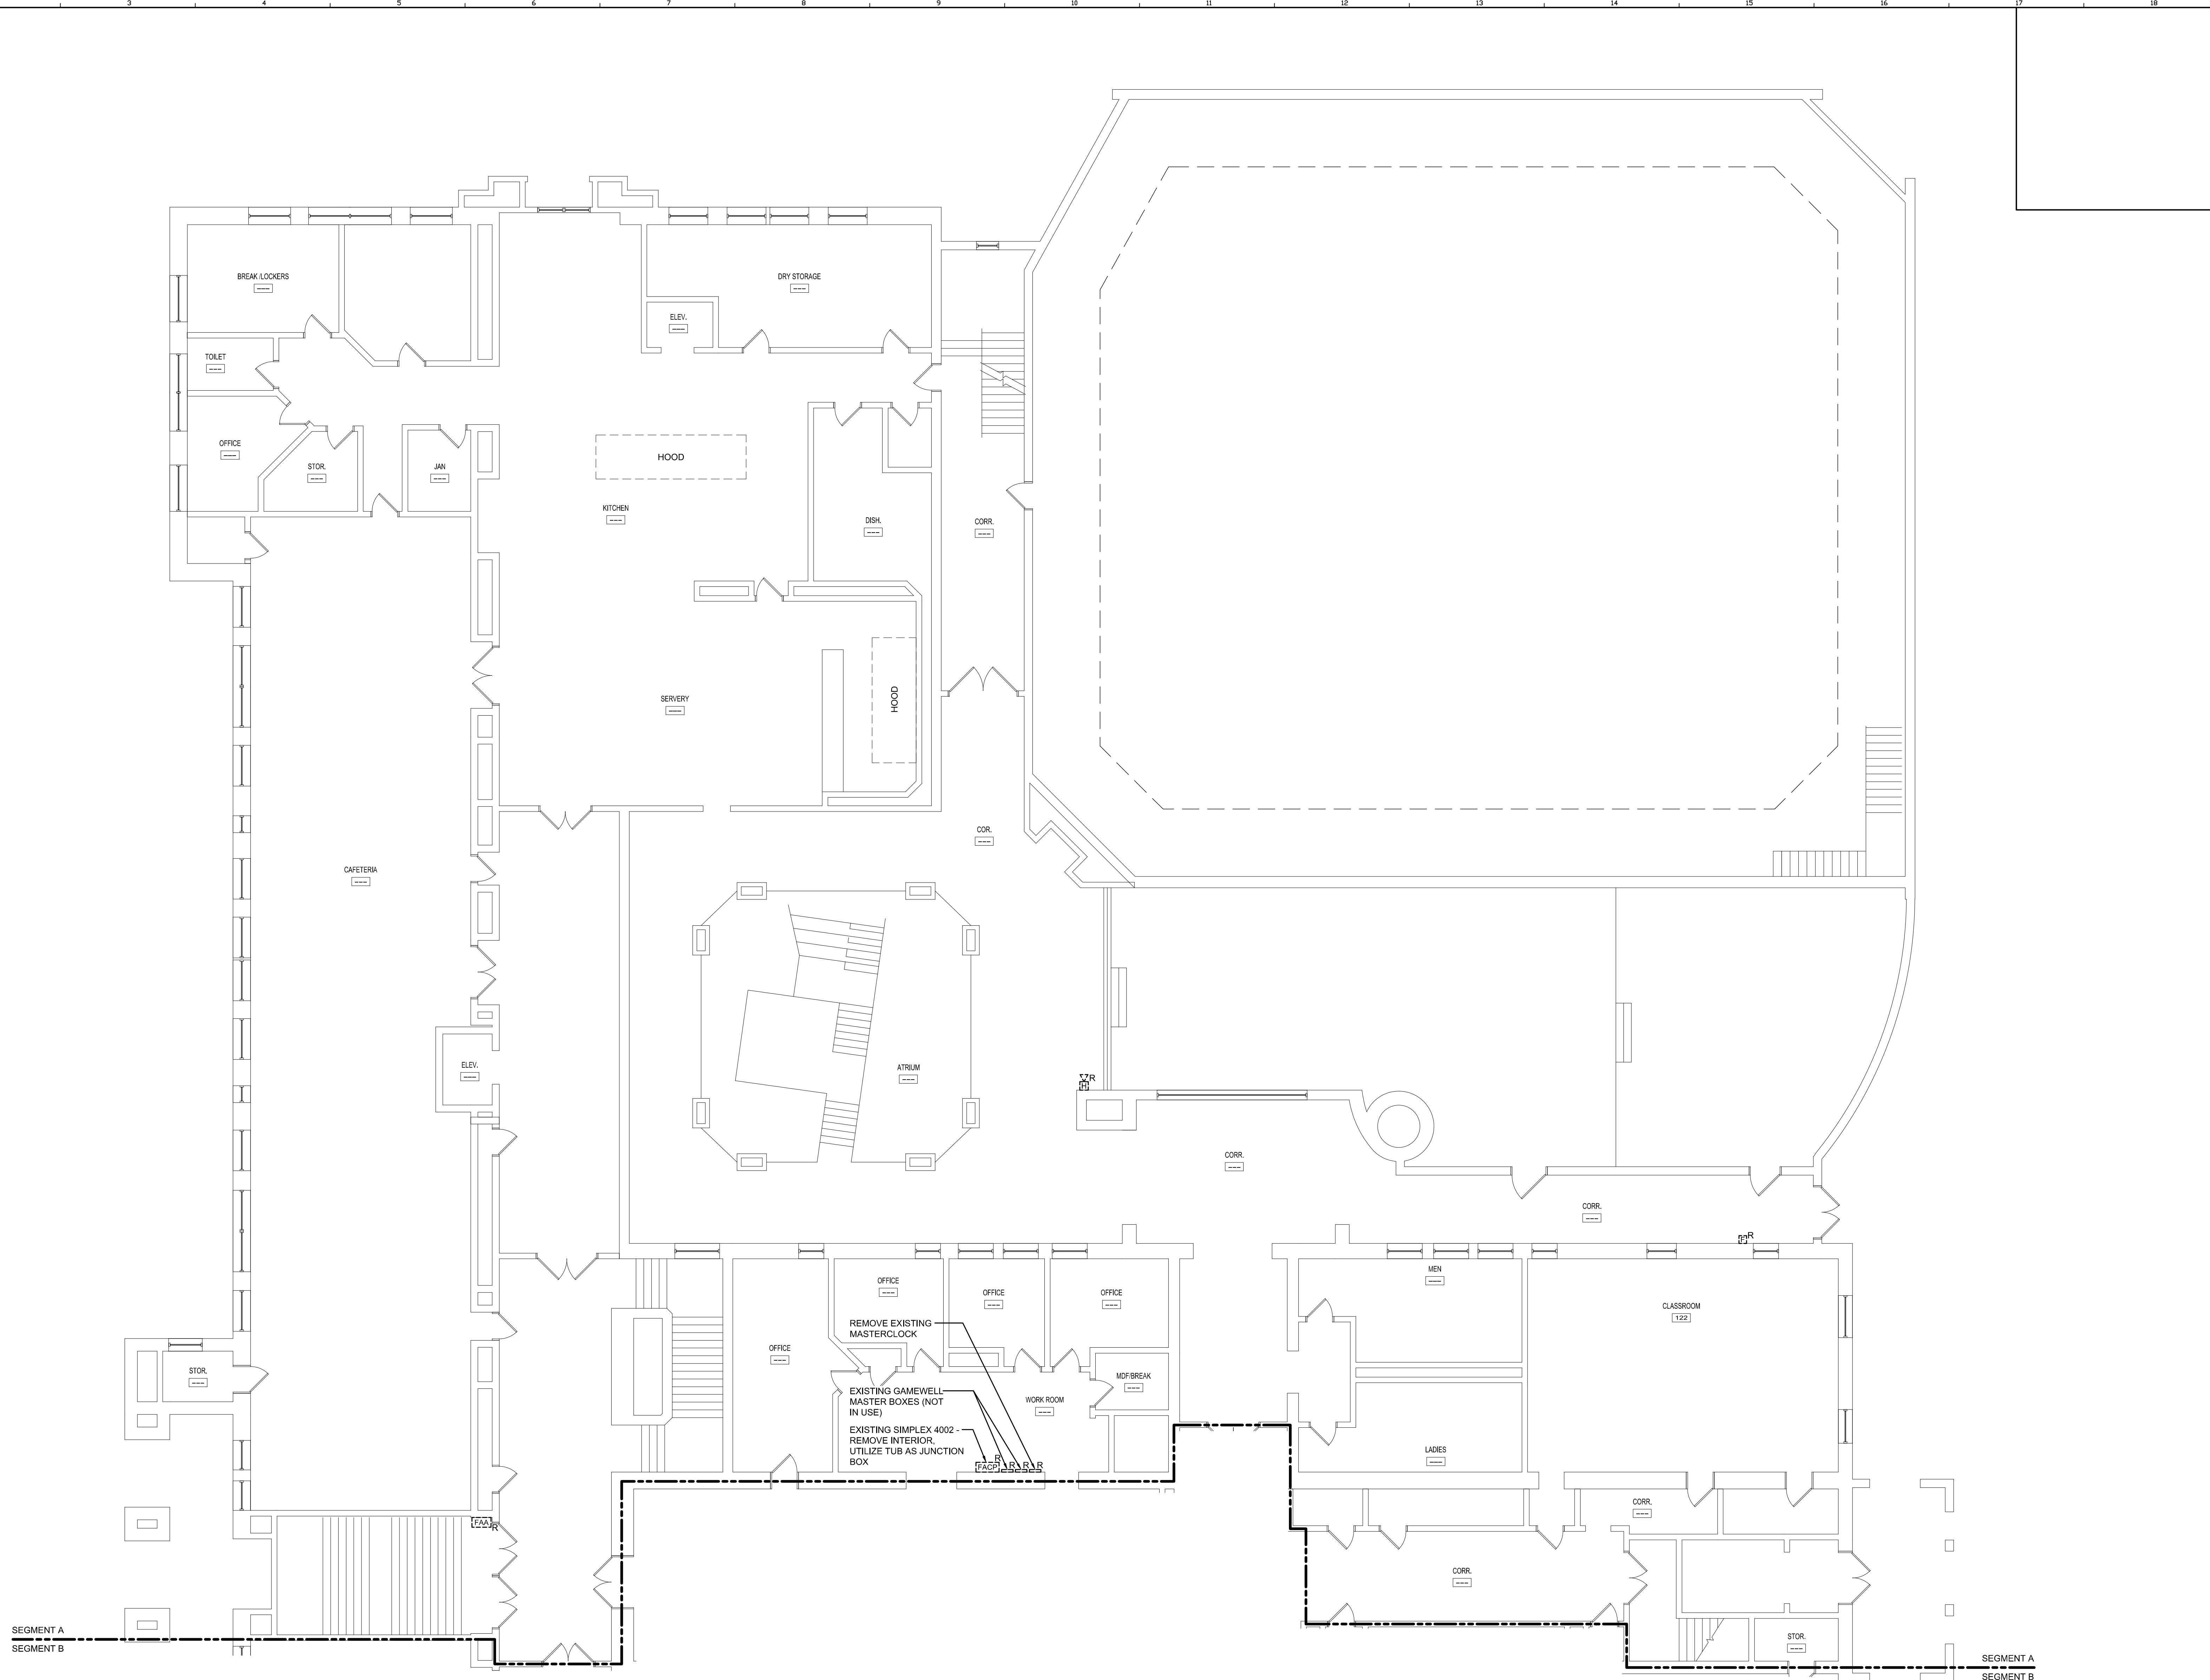 3 4 5 6 7 8 9 10 11 12 13 14 15 16 17 18
BREAK /LOCKERS
---
DRY STORAGE
---
ELEV.
---
TOILET
---
OFFICE
---
STOR.
---
JAN
---
HOOD
KITCHEN
---
DISH.
---
CORR.
---
SERVERY
---
HOOD
COR.
---
CAFETERIA
---
ELEV.
---
ATRIUM
---
H R
CORR.
---
CORR.
---
F R
OFFICE
---
OFFICE
---
OFFICE
---
OFFICE
---
MEN
---
CLASSROOM
122
REMOVE EXISTING
MASTERCLOCK
STOR.
---
MDF/BREAK
---
WORK ROOM
---
EXISTING GAMEWELL
MASTER BOXES (NOT
IN USE)
EXISTING SIMPLEX 4002 -
REMOVE INTERIOR,
UTILIZE TUB AS JUNCTION
BOX
FACP R R R R
LADIES
---
CORR.
---
FAA R
CORR.
---
STOR.
---
SEGMENT A
SEGMENT B
SEGMENT A
SEGMENT B